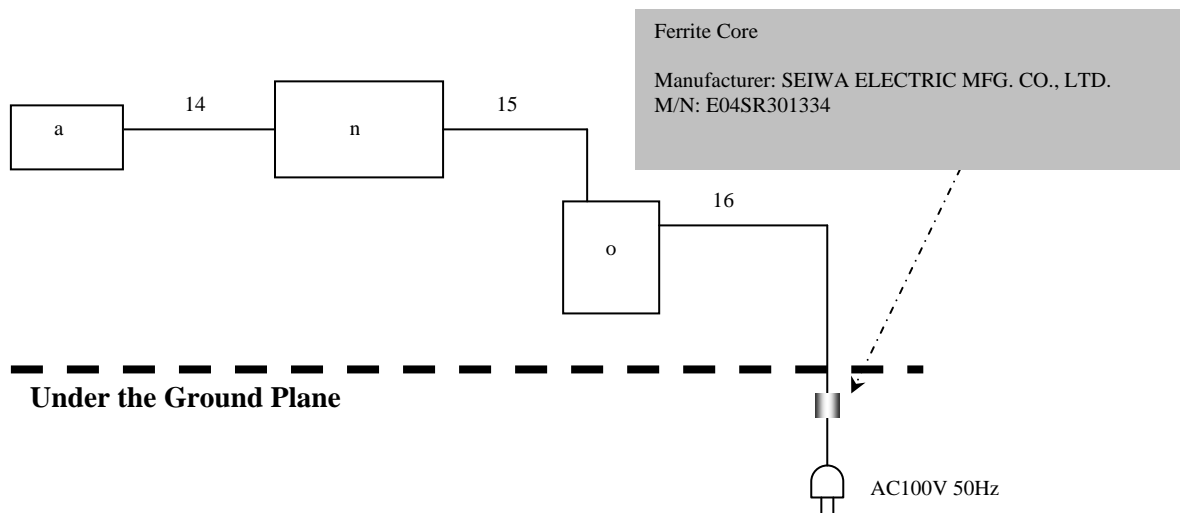 Ferrite Core
Manufacturer: SEIWA ELECTRIC MFG. CO., LTD.
M/N: E04SR301334
14
15
a
n
16
o
Under the Ground Plane
AC100V 50Hz